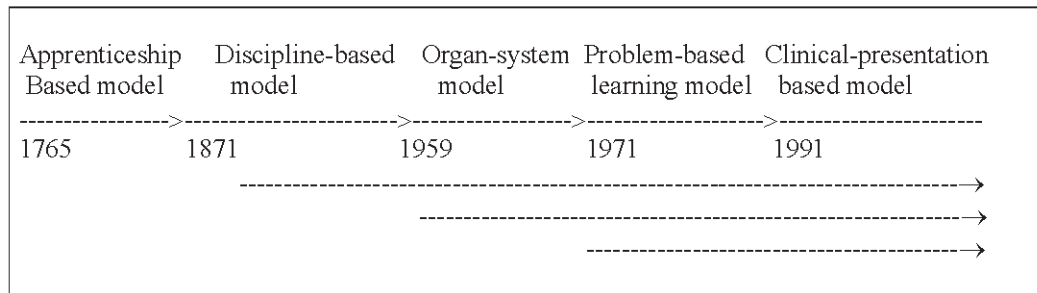 Apprenticeship Discipline-based Organ-system Problem-based Clinical-presentation
Based model model model learning model based model
1765 1871 1959 1971 1991